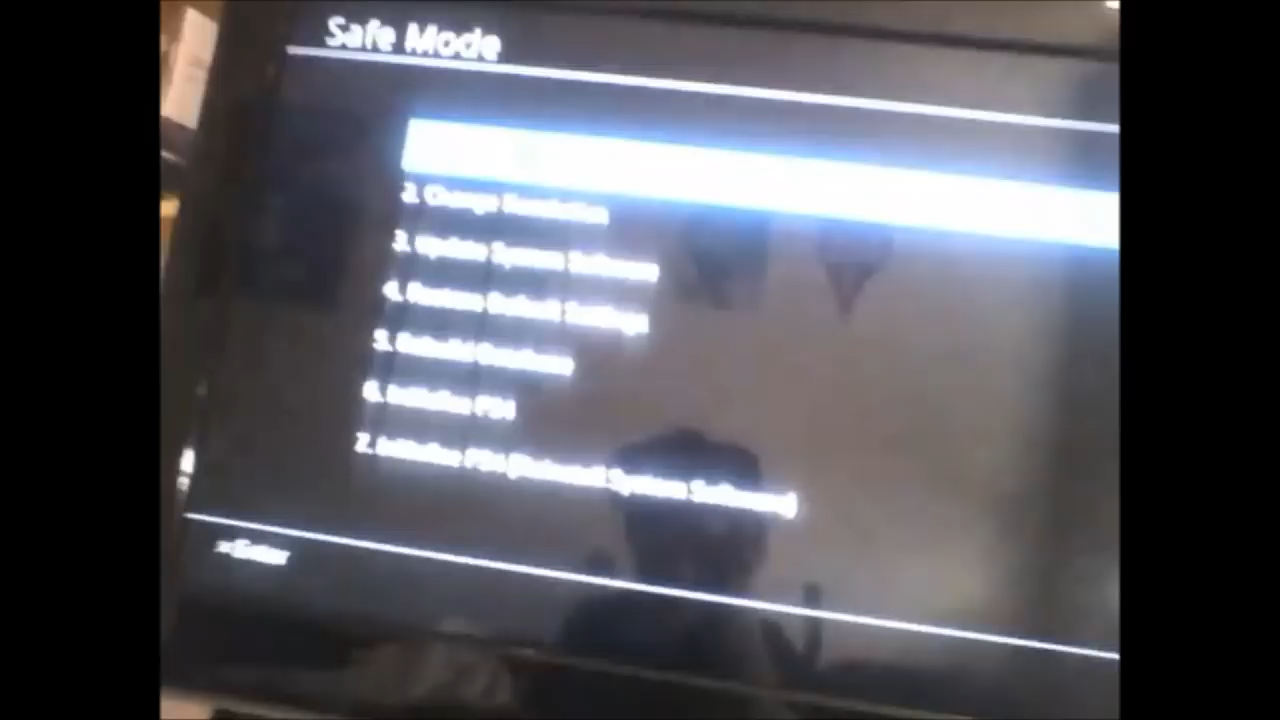 Safe Mode
2. Change Resolution
3. Update System Software
4. Restore Default Settings
5. Rebuild Database
6. Initialize PS4
7. Initialize PS4 (Reinstall System Software)
×Enter